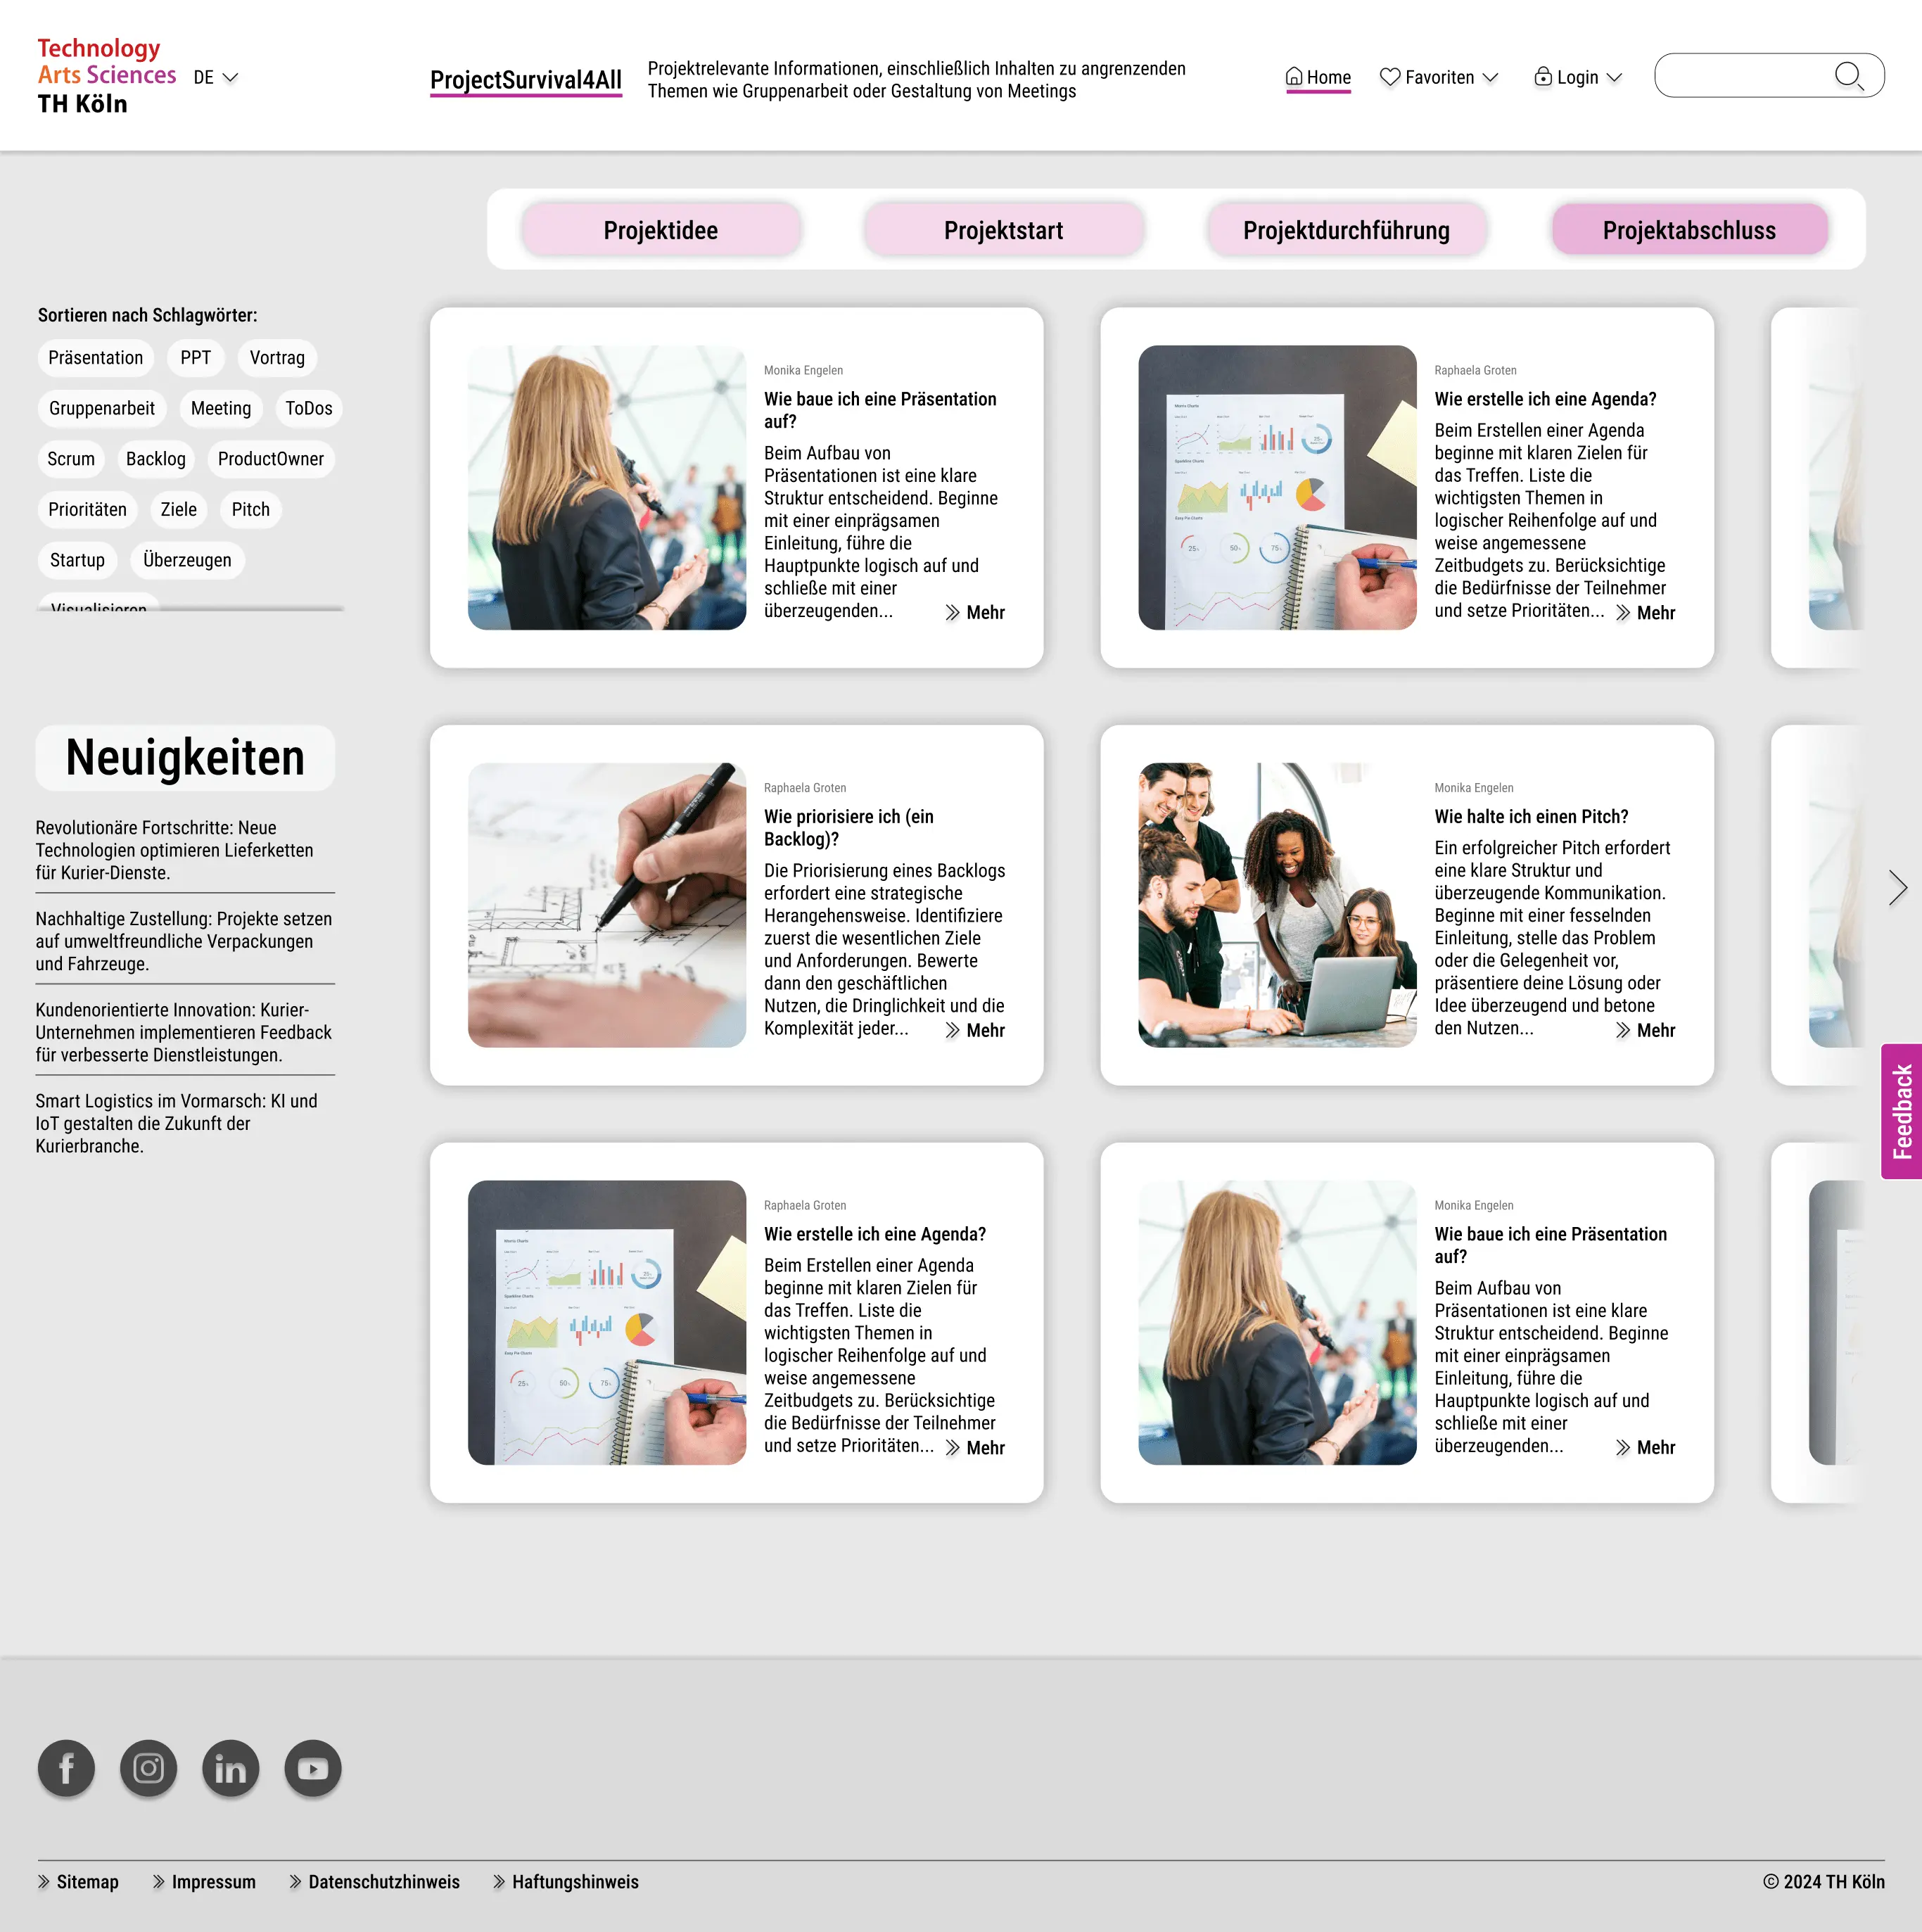 Technology
Arts Sciences
TH Köln
DE
ProjectSurvival4All
Projektrelevante Informationen, einschließlich Inhalten zu angrenzenden
Themen wie Gruppenarbeit oder Gestaltung von Meetings
Home
Favoriten
Login
Projektidee
Projektstart
Projektdurchführung
Projektabschluss
Sortieren nach Schlagwörter:
Präsentation PPT Vortrag
Gruppenarbeit Meeting ToDos
Scrum Backlog ProductOwner
Prioritäten Ziele Pitch
Startup Überzeugen
Visualisieren
Neuigkeiten
Revolutionäre Fortschritte: Neue
Technologien optimieren Lieferketten
für Kurier-Dienste.
Nachhaltige Zustellung: Projekte setzen
auf umweltfreundliche Verpackungen
und Fahrzeuge.
Kundenorientierte Innovation: Kurier-
Unternehmen implementieren Feedback
für verbesserte Dienstleistungen.
Smart Logistics im Vormarsch: KI und
IoT gestalten die Zukunft der
Kurierbranche.
Monika Engelen
Wie baue ich eine Präsentation
auf?
Beim Aufbau von
Präsentationen ist eine klare
Struktur entscheidend. Beginne
mit einer einprägsamen
Einleitung, führe die
Hauptpunkte logisch auf und
schließe mit einer
überzeugenden... Mehr
25%
50%
75%
Raphaela Groten
Wie erstelle ich eine Agenda?
Beim Erstellen einer Agenda
beginne mit klaren Zielen für
das Treffen. Liste die
wichtigsten Themen in
logischer Reihenfolge auf und
weise angemessene
Zeitbudgets zu. Berücksichtige
die Bedürfnisse der Teilnehmer
und setze Prioritäten... Mehr
Raphaela Groten
Wie priorisiere ich (ein
Backlog)?
Die Priorisierung eines Backlogs
erfordert eine strategische
Herangehensweise. Identifiziere
zuerst die wesentlichen Ziele
und Anforderungen. Bewerte
dann den geschäftlichen
Nutzen, die Dringlichkeit und die
Komplexität jeder... Mehr
Monika Engelen
Wie halte ich einen Pitch?
Ein erfolgreicher Pitch erfordert
eine klare Struktur und
überzeugende Kommunikation.
Beginne mit einer fesselnden
Einleitung, stelle das Problem
oder die Gelegenheit vor,
präsentiere deine Lösung oder
Idee überzeugend und betone
den Nutzen... Mehr
25%
50%
75%
Raphaela Groten
Wie erstelle ich eine Agenda?
Beim Erstellen einer Agenda
beginne mit klaren Zielen für
das Treffen. Liste die
wichtigsten Themen in
logischer Reihenfolge auf und
weise angemessene
Zeitbudgets zu. Berücksichtige
die Bedürfnisse der Teilnehmer
und setze Prioritäten... Mehr
Monika Engelen
Wie baue ich eine Präsentation
auf?
Beim Aufbau von
Präsentationen ist eine klare
Struktur entscheidend. Beginne
mit einer einprägsamen
Einleitung, führe die
Hauptpunkte logisch auf und
schließe mit einer
überzeugenden... Mehr
Feedback
Sitemap
Impressum
Datenschutzhinweis
Haftungshinweis
© 2024 TH Köln